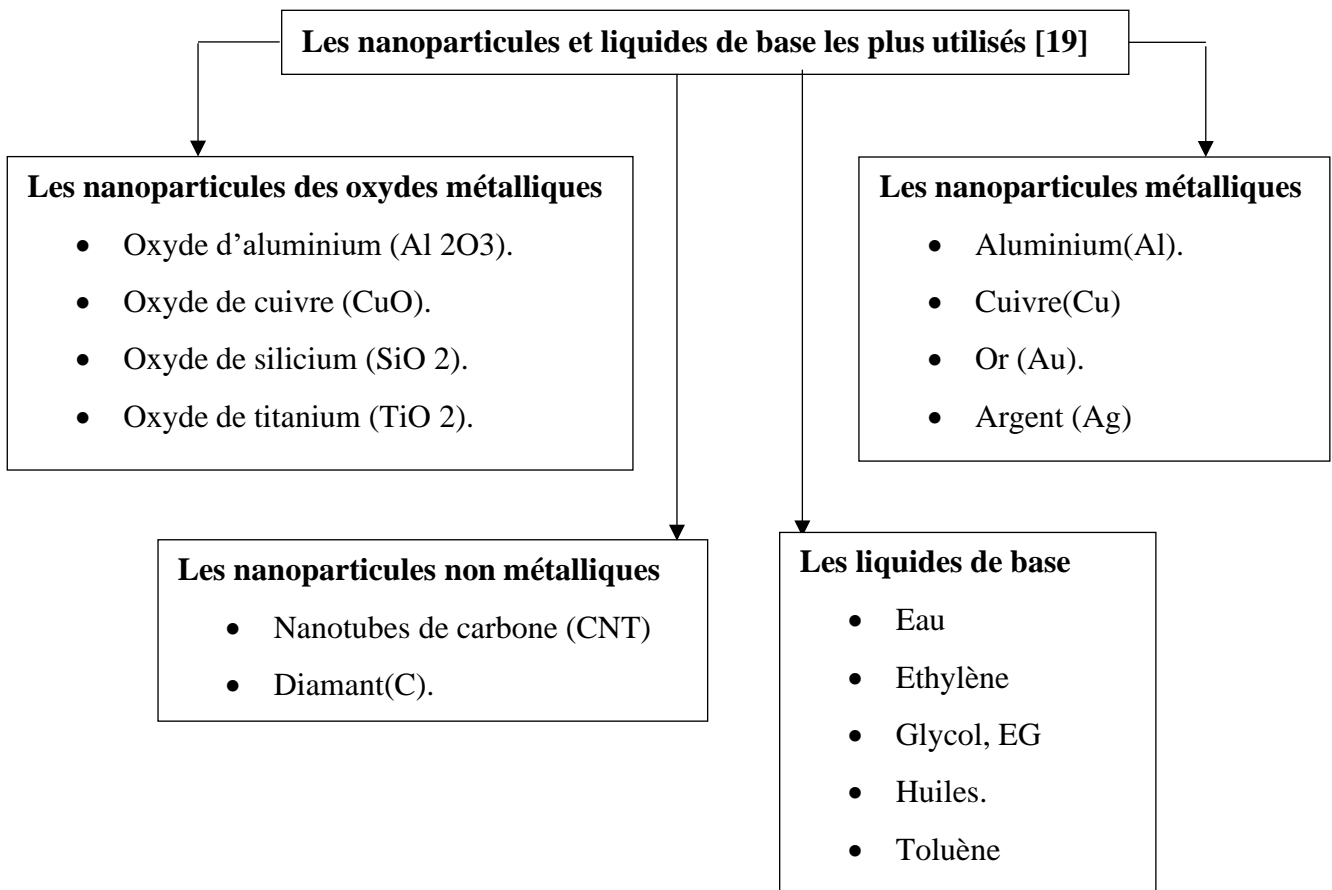 Les nanoparticules et liquides de base les plus utilisés [19]
Les nanoparticules des oxydes métalliques
• Oxyde d’aluminium (Al 2O3).
• Oxyde de cuivre (CuO).
• Oxyde de silicium (SiO 2).
• Oxyde de titanium (TiO 2).
Les nanoparticules métalliques
• Aluminium(Al).
• Cuivre(Cu)
• Or (Au).
• Argent (Ag)
Les nanoparticules non métalliques
• Nanotubes de carbone (CNT)
• Diamant(C).
Les liquides de base
• Eau
• Ethylène
• Glycol, EG
• Huiles.
• Toluène